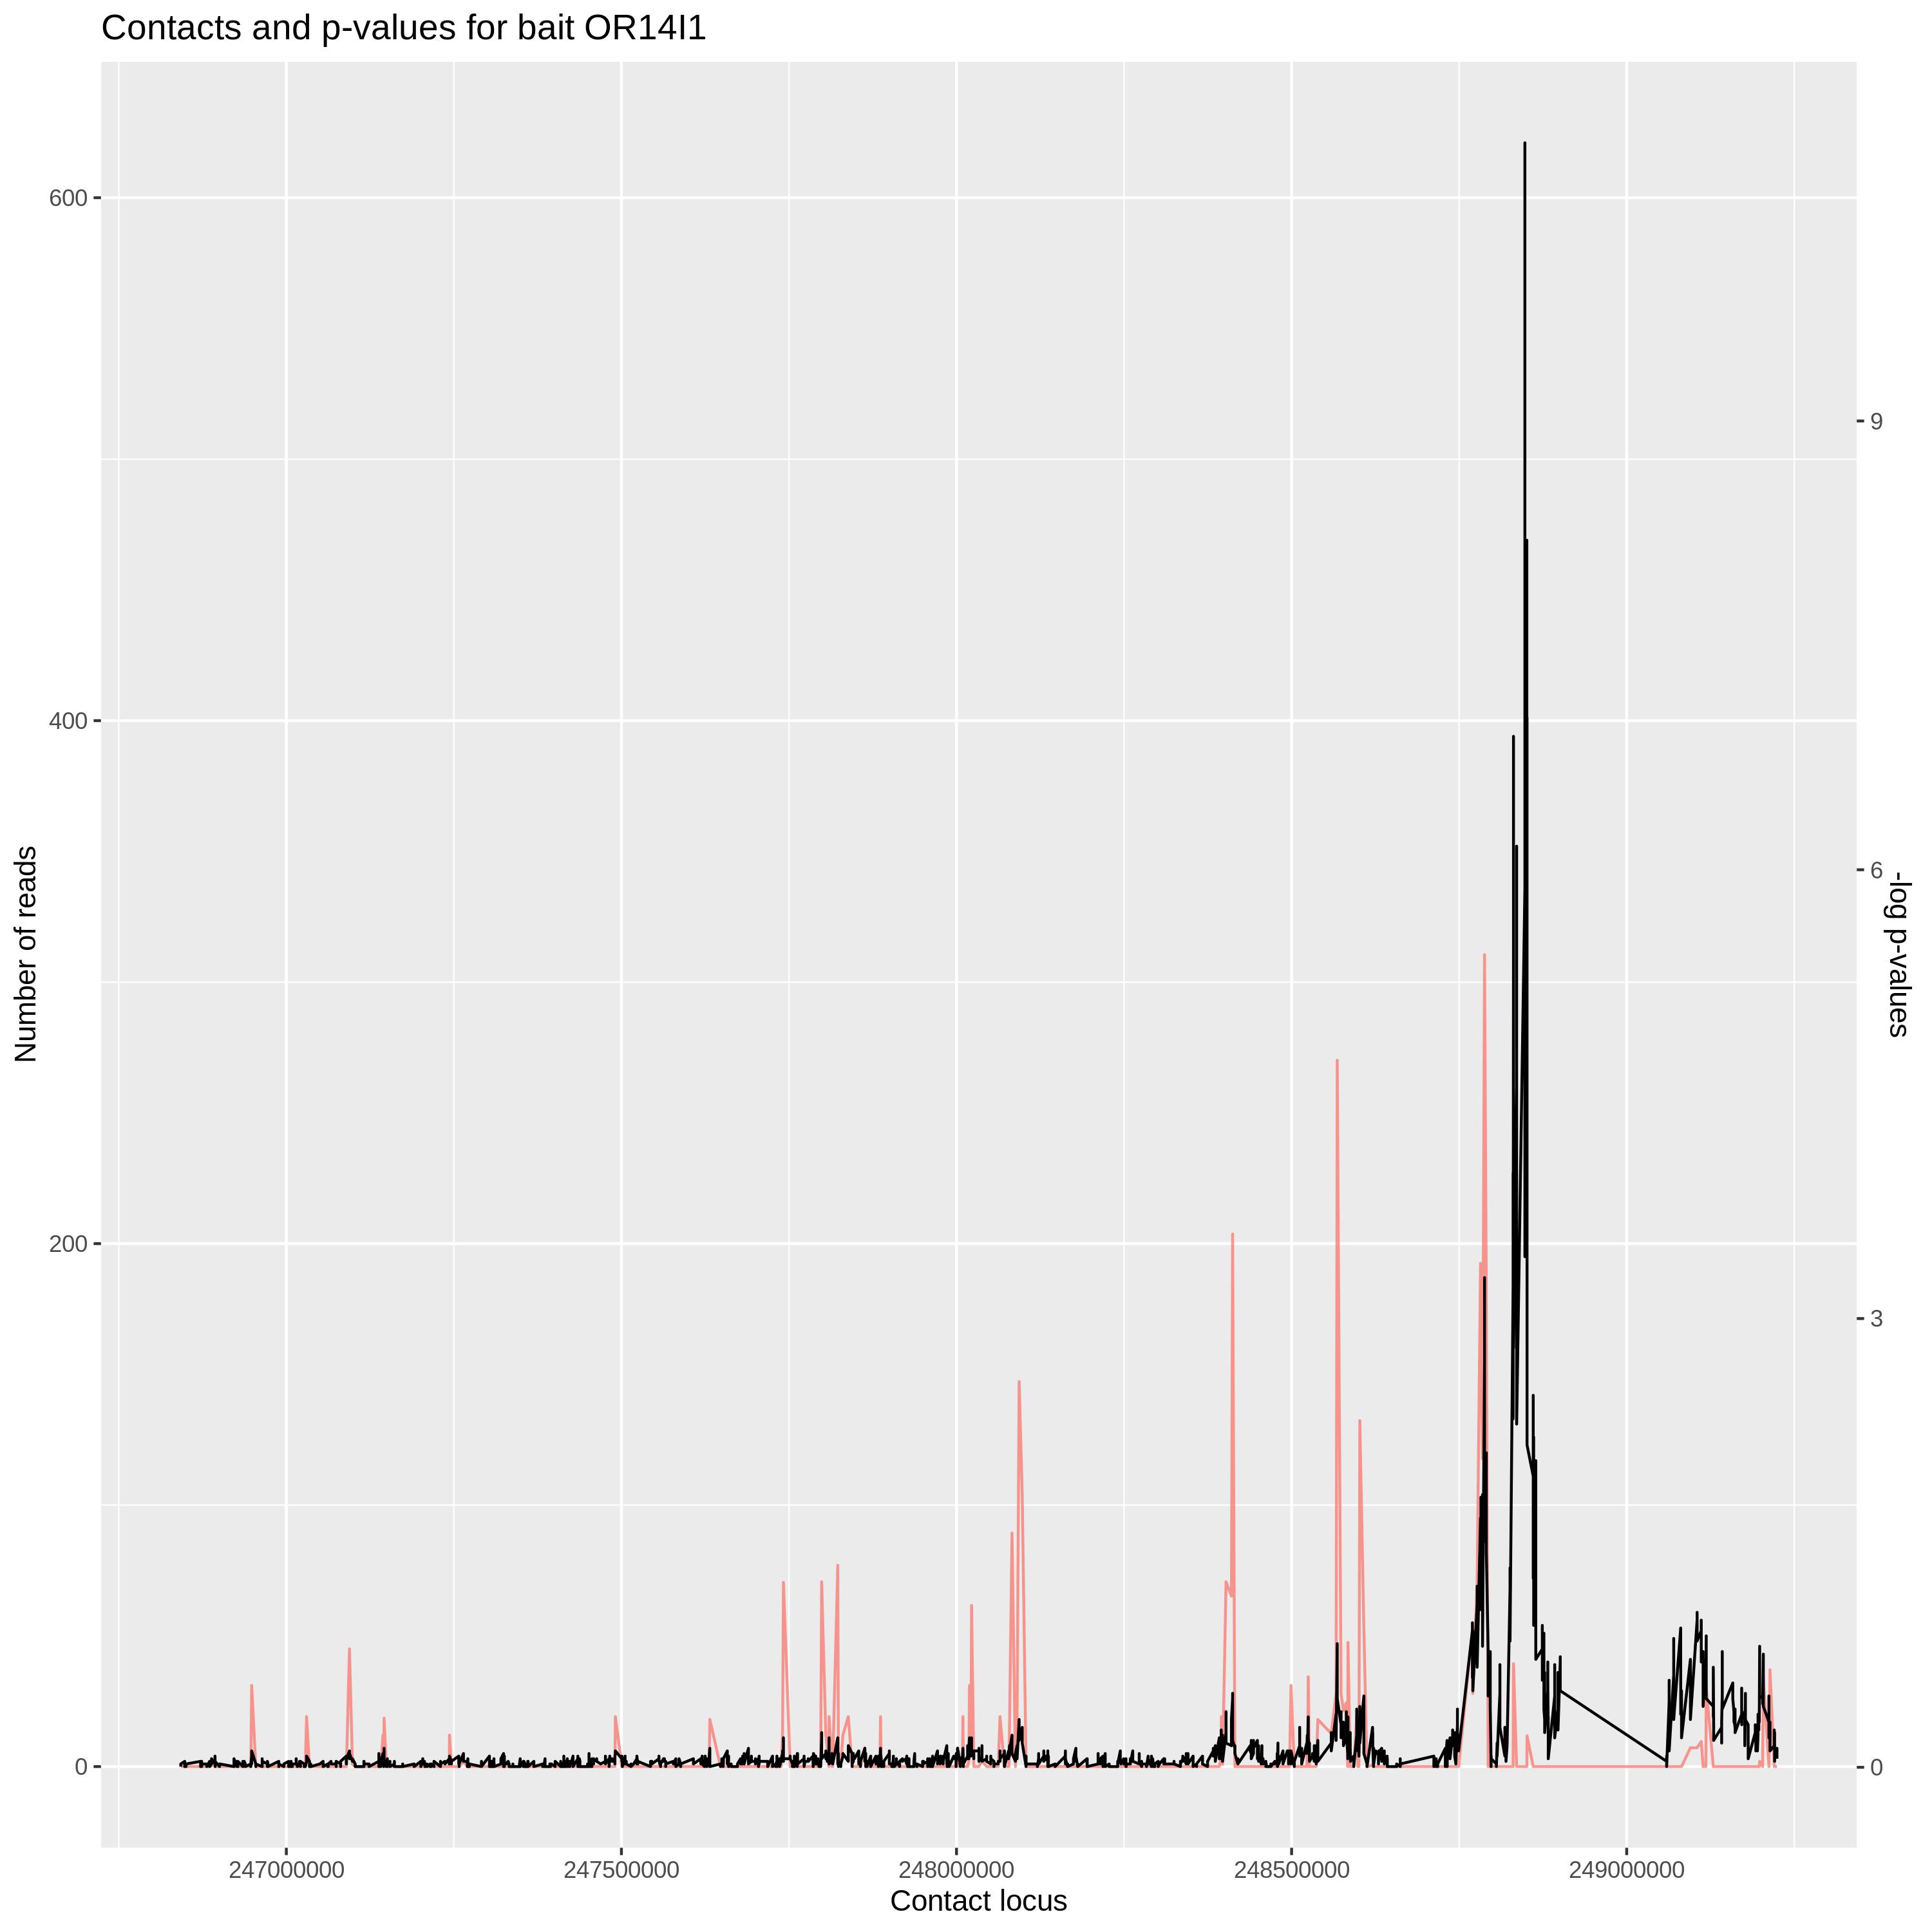 Contacts and p-values for bait OR14I1
600
400
200
0
Number of reads
9
6
3
0
-log p-values
247000000 247500000 248000000 248500000 249000000
Contact locus